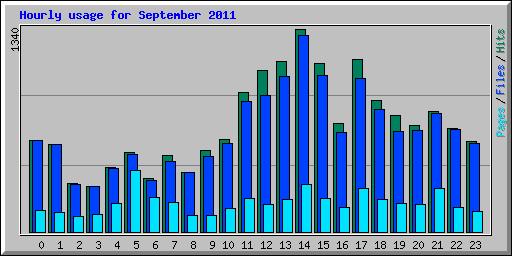 Hourly usage for September 2011
1340
Pages/Files/Hits
0 1 2 3 4 5 6 7 8 9 10 11 12 13 14 15 16 17 18 19 20 21 22 23